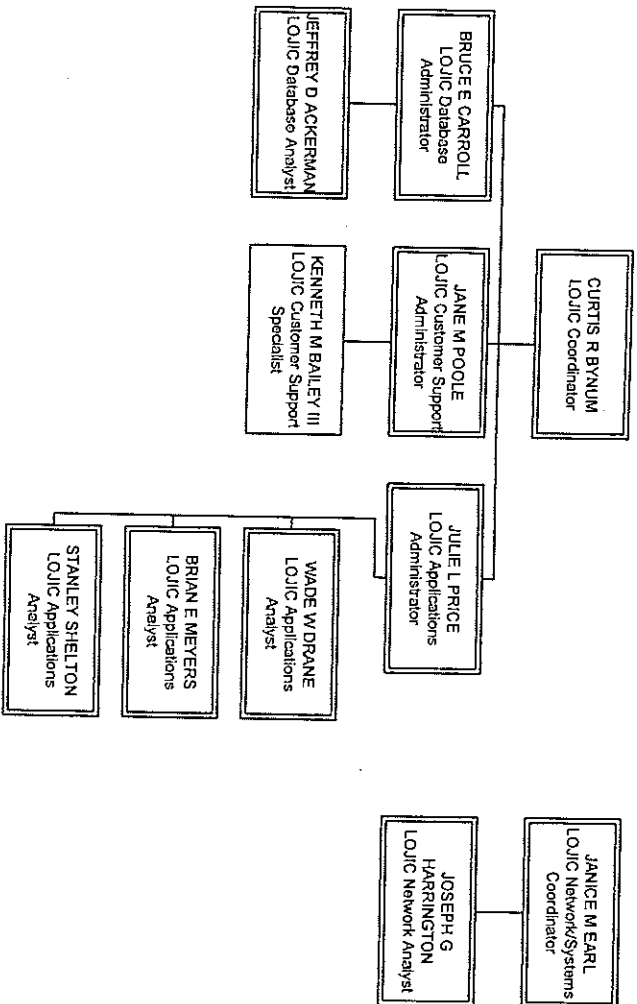 CURTIS R BYNUM
LOJIC Coordinator
BRUCE E CARROLL
LOJIC Database
Administrator
JANE M POOLE
LOJIC Customer Support
Administrator
JULIE L PRICE
LOJIC Applications
Administrator
JEFFREY D ACKERMAN
LOJIC Database Analyst
KENNETH M BAILEY III
LOJIC Customer Support
Specialist
WADE W DRANE
LOJIC Applications
Analyst
BRIAN E MEYERS
LOJIC Applications
Analyst
STANLEY SHELTON
LOJIC Applications
Analyst
JANICE M EARL
LOJIC Network/Systems
Coordinator
JOSEPH G
HARRINGTON
LOJIC Network Analyst